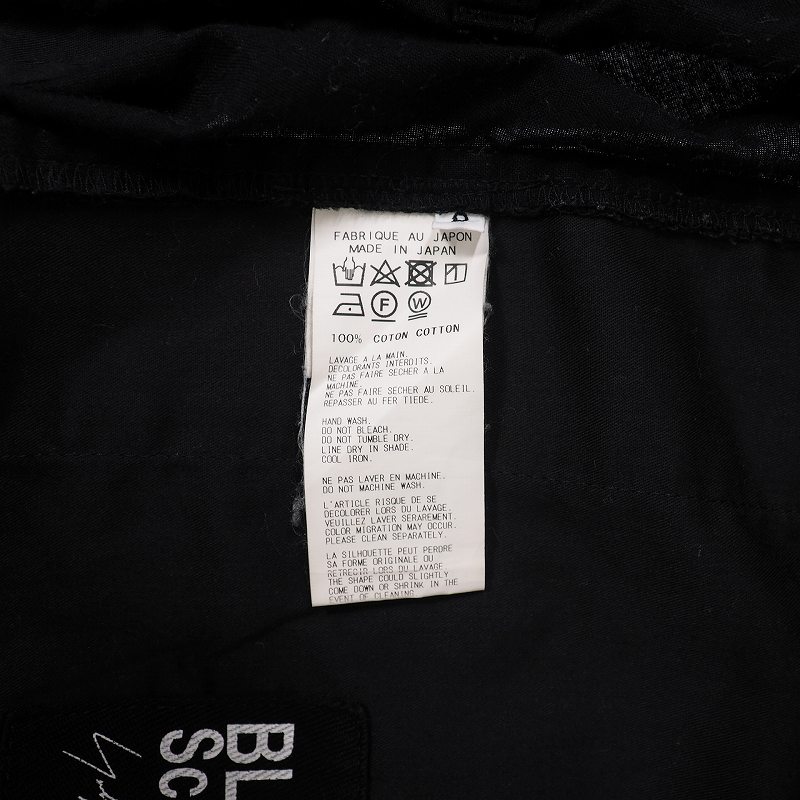 B
FABRIQUE AU JAPON
MADE IN JAPAN
F W
100% COTON COTTON
LAVAGE A LA MAIN.
DECOLORANTS INTERDITS.
NE PAS FAIRE SECHER A LA
MACHINE.
NE PAS FAIRE SECHER AU SOLEIL.
REPASSER AU FER TIEDE.
HAND WASH.
DO NOT BLEACH.
DO NOT TUMBLE DRY.
LINE DRY IN SHADE.
COOL IRON.
NE PAS LAVER EN MACHINE.
DO NOT MACHINE WASH.
L'ARTICLE RISQUE DE SE
DECOLORER LORS DU LAVAGE.
VEUILLEZ LAVER SERAREMENT.
COLOR MIGRATION MAY OCCUR.
PLEASE CLEAN SEPARATELY.
LA SILHOUETTE PEUT PERDRE
SA FORME ORIGINALE OU
RETRECIR LORS DU LAVAGE.
THE SHAPE COULD SLIGHTLY
COME DOWN OR SHRINK IN THE
EVENT OF CLEANING.
BL
SC